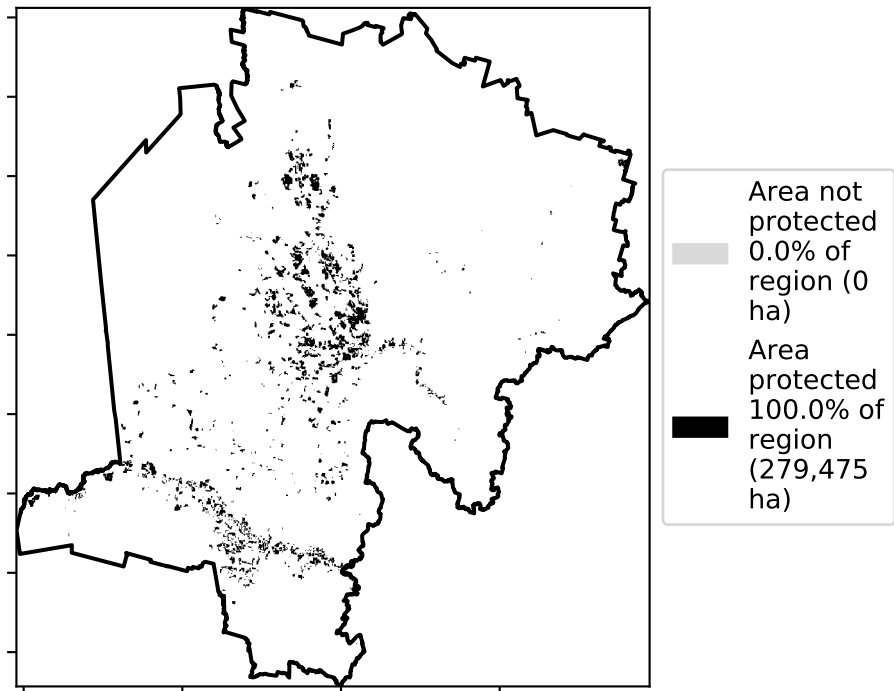 Area not
protected
0.0% of
region (0
ha)
Area
protected
100.0% of
region
(279,475
ha)